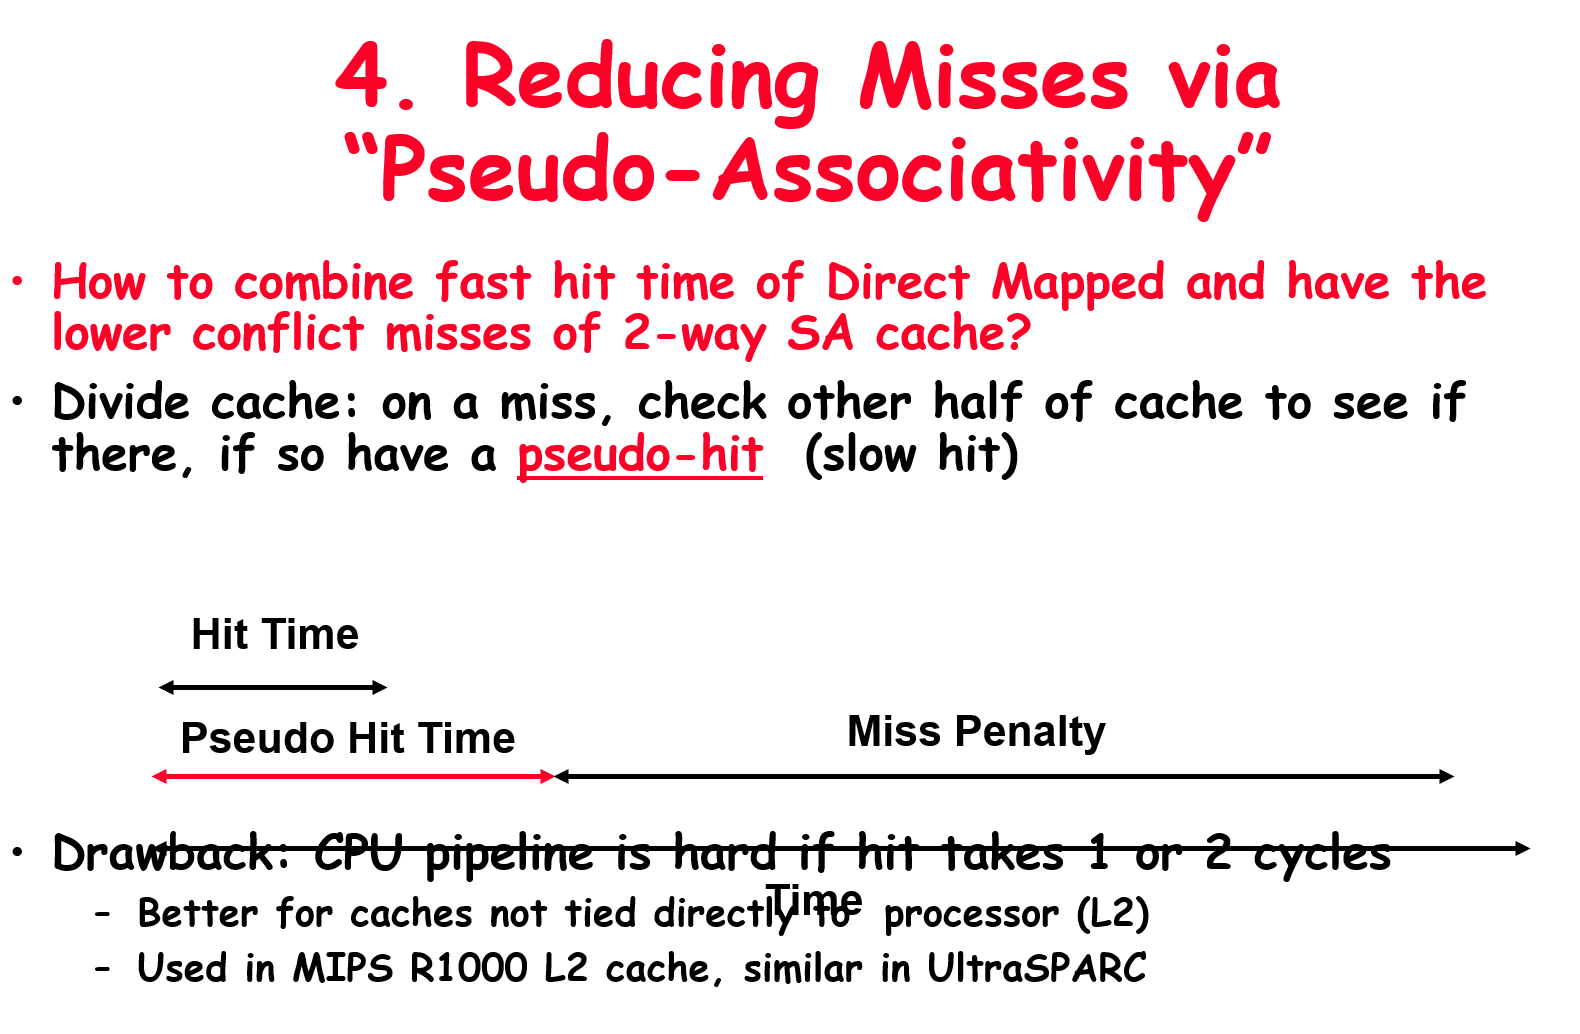 4. Reducing Misses via
“Pseudo-Associativity”
• How to combine fast hit time of Direct Mapped and have the
lower conflict misses of 2-way SA cache?
• Divide cache: on a miss, check other half of cache to see if
there, if so have a pseudo-hit (slow hit)
Hit Time
Pseudo Hit Time
Miss Penalty
• Drawback: CPU pipeline is hard if hit takes 1 or 2 cycles
Time
– Better for caches not tied directly to processor (L2)
– Used in MIPS R1000 L2 cache, similar in UltraSPARC